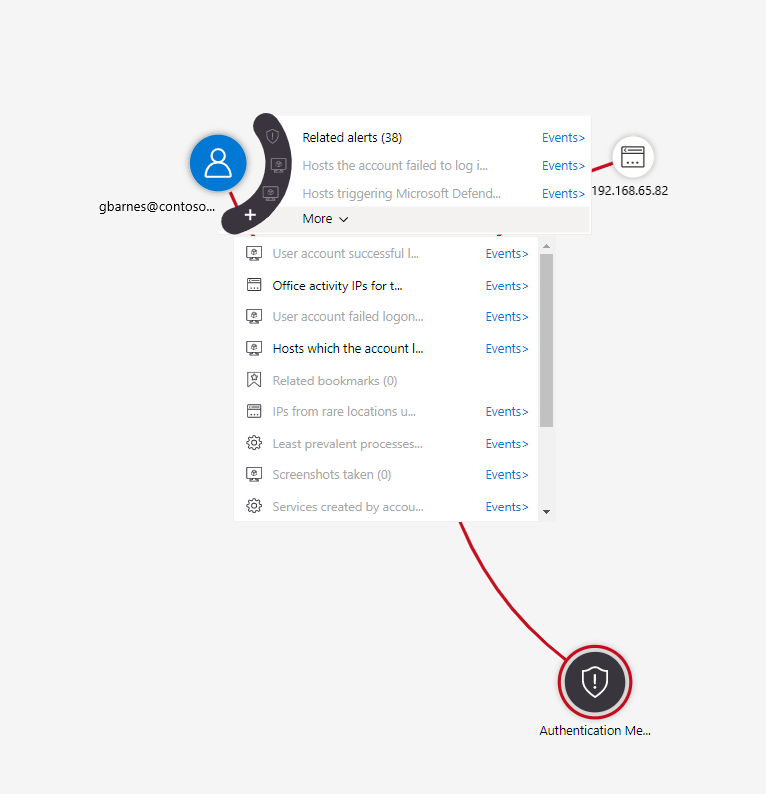 Related alerts (38) Events>
Hosts the account failed to log i... Events>
Hosts triggering Microsoft Defend... Events>
192.168.65.82
gbarnes@contoso...
More
User account successful l... Events>
Office activity IPs for t... Events>
User account failed logon... Events>
Hosts which the account l... Events>
Related bookmarks (0)
IPs from rare locations u... Events>
Least prevalent processes... Events>
Screenshots taken (0) Events>
Services created by accou... Events>
Authentication Me...